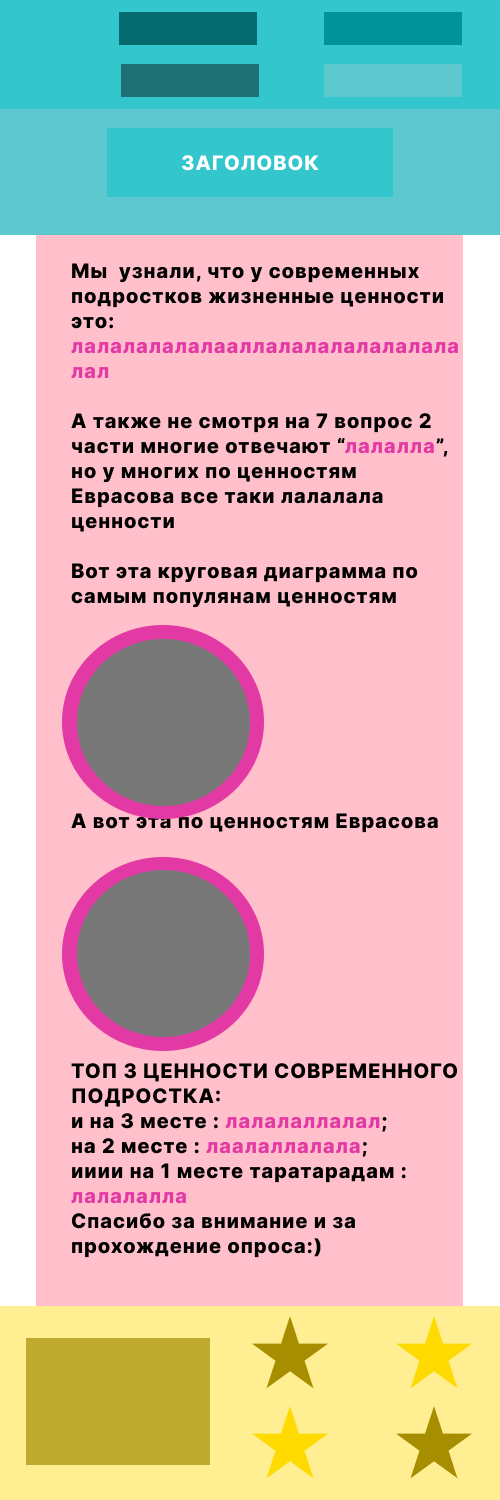 ЗАГОЛОВОК
Мы  узнали, что у современных
подростков жизненные ценности
это:
лалалалалалааллалалалалалалалала
лал
А также не смотря на 7 вопрос 2
части многие отвечают “лалалла”,
но у многих по ценностям
Еврасова все таки лалалала
ценности
Вот эта круговая диаграмма по
самым популянам ценностям
А вот эта по ценностям Еврасова
ТОП 3 ЦЕННОСТИ СОВРЕМЕННОГО
ПОДРОСТКА:
и на 3 месте : лалалаллалал;
на 2 месте : лаалаллалала;
ииии на 1 месте таратарадам :
лалалалла
Спасибо за внимание и за
прохождение опроса:)